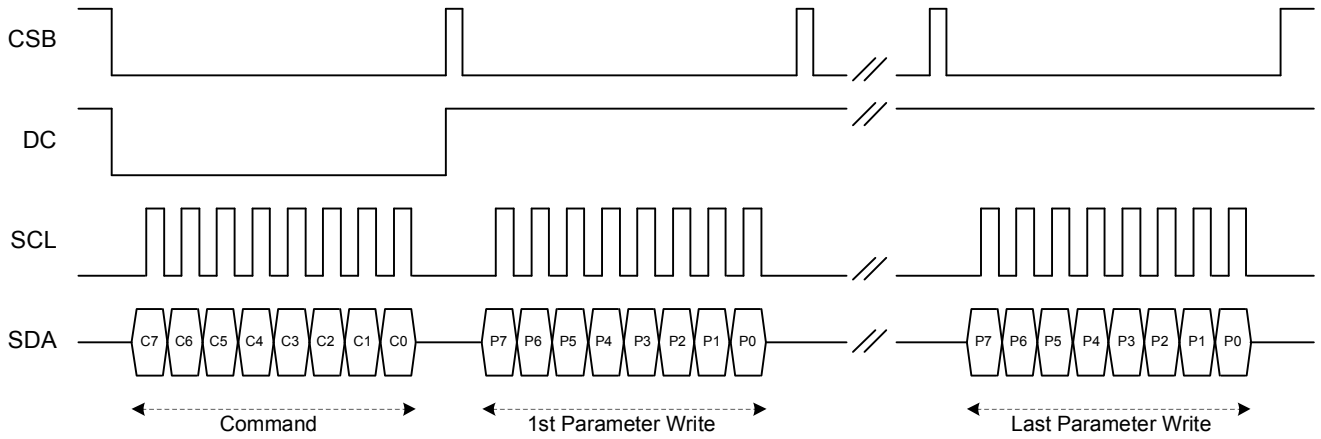 CSB
DC
SCL
SDA
C7 C6 C5 C4 C3 C2 C1 C0 P7 P6 P5 P4 P3 P2 P1 P0 P7 P6 P5 P4 P3 P2 P1 P0
Command 1st Parameter Write Last Parameter Write